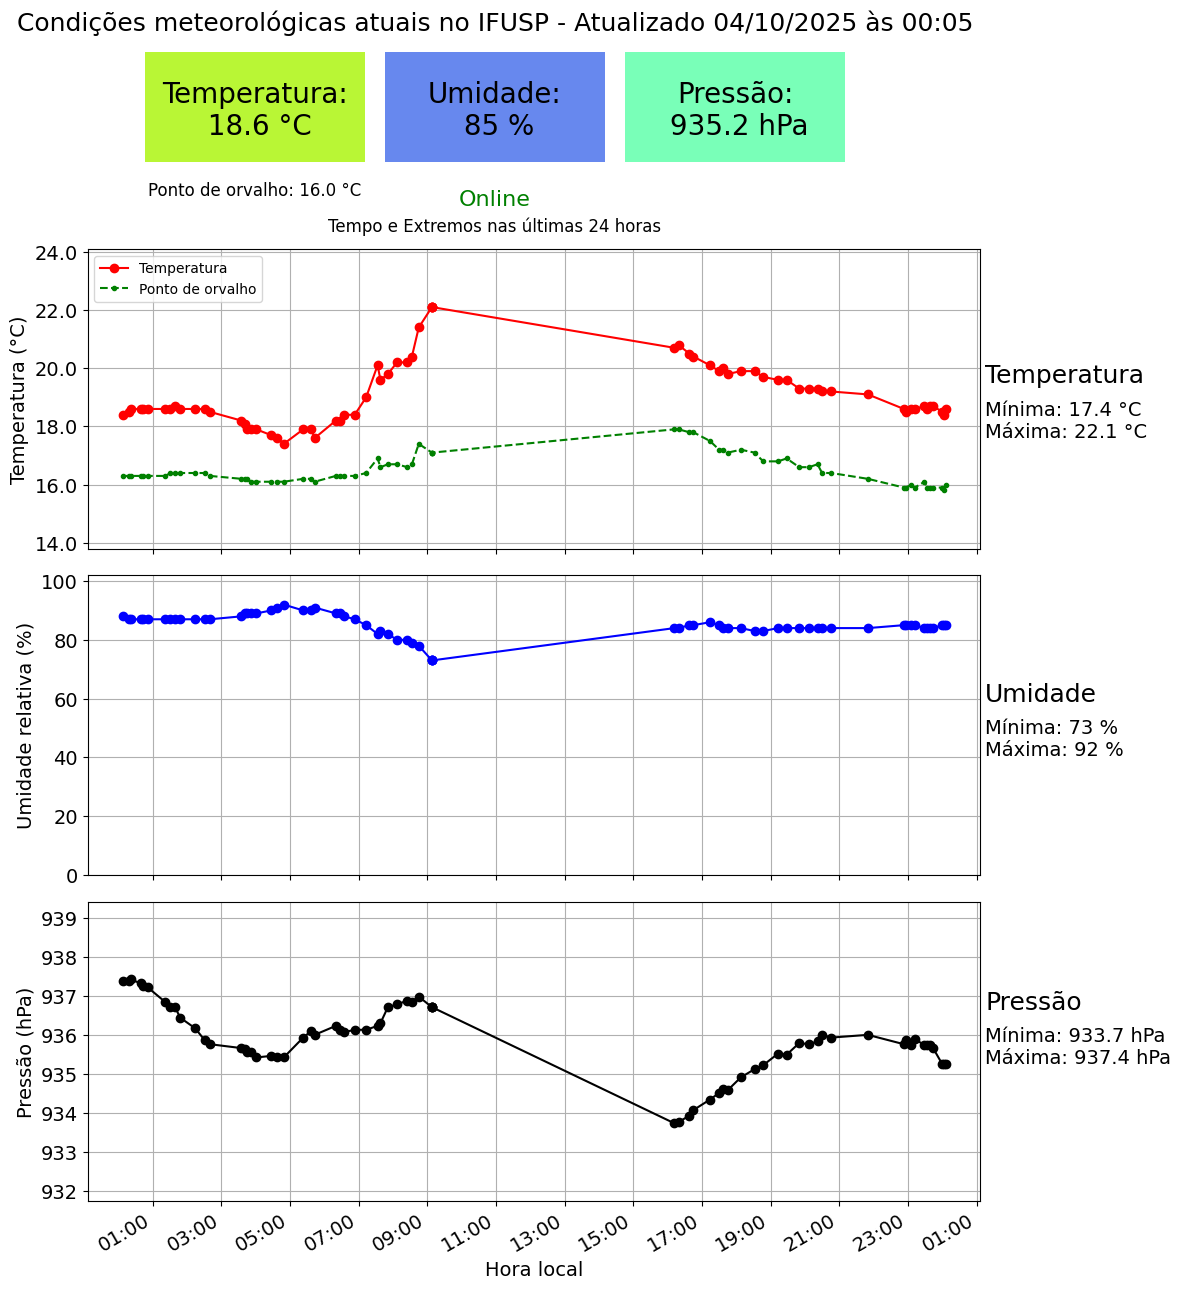 Condições meteorológicas atuais no IFUSP - Atualizado 04/10/2025 às 00:05
Temperatura:
18.6 °C
Umidade:
85 %
Pressão:
935.2 hPa
Ponto de orvalho: 16.0 °C
Online
Tempo e Extremos nas últimas 24 horas
Temperatura (°C)
24.0
22.0
20.0
18.0
16.0
14.0
Temperatura
Ponto de orvalho
Temperatura
Mínima: 17.4 °C
Máxima: 22.1 °C
Umidade relativa (%)
100
80
60
40
20
0
Umidade
Mínima: 73 %
Máxima: 92 %
Pressão (hPa)
939
938
937
936
935
934
933
932
Pressão
Mínima: 933.7 hPa
Máxima: 937.4 hPa
01:00 03:00 05:00 07:00 09:00 11:00 13:00 15:00 17:00 19:00 21:00 23:00 01:00
Hora local